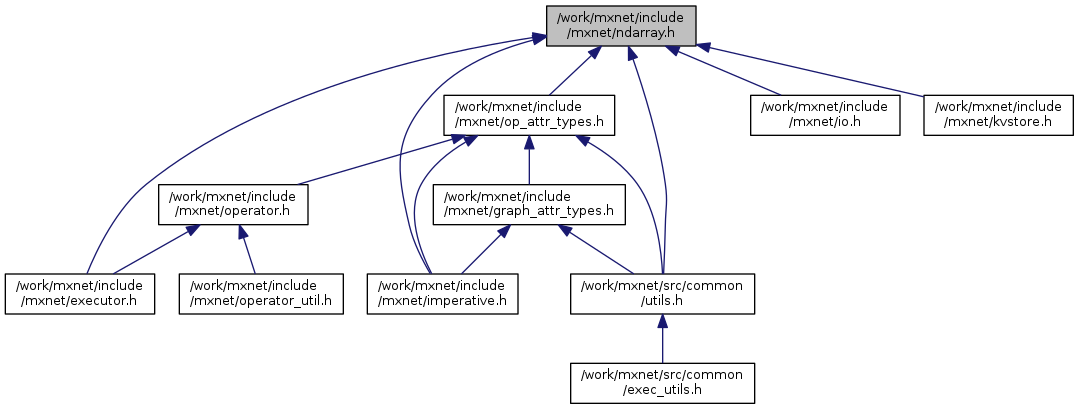 /work/mxnet/include
/mxnet/ndarray.h
/work/mxnet/include
/mxnet/op_attr_types.h
/work/mxnet/include
/mxnet/io.h
/work/mxnet/include
/mxnet/kvstore.h
/work/mxnet/include
/mxnet/operator.h
/work/mxnet/include
/mxnet/graph_attr_types.h
/work/mxnet/include
/mxnet/executor.h
/work/mxnet/include
/mxnet/operator_util.h
/work/mxnet/include
/mxnet/imperative.h
/work/mxnet/src/common
/utils.h
/work/mxnet/src/common
/exec_utils.h